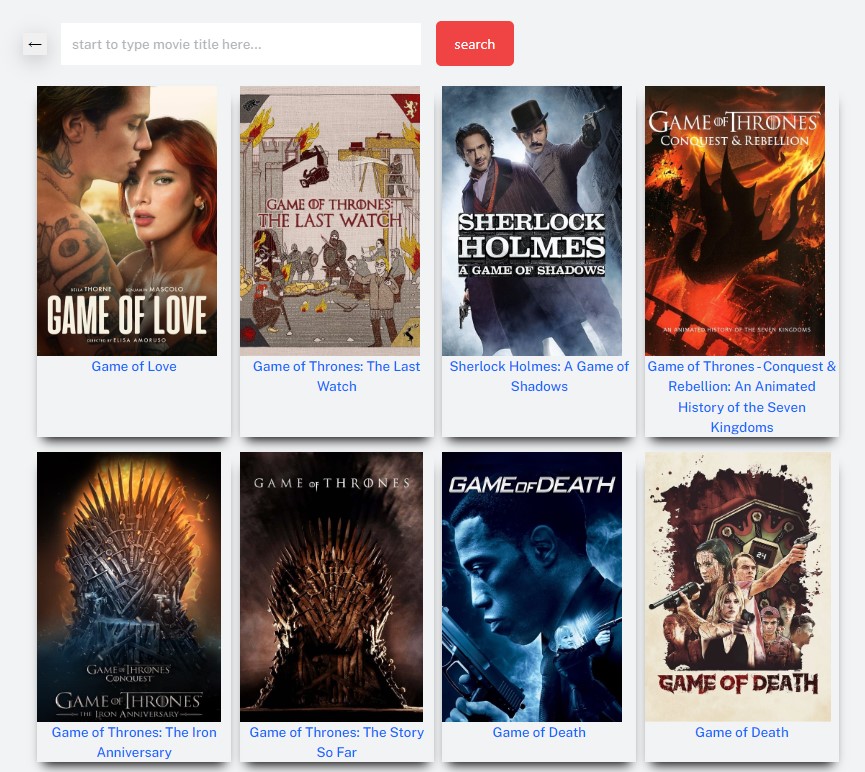 ←
start to type movie title here...
search
BELLA THORNE BENJAMIN MASCOLO
GAME OF LOVE
DIRECTED BY ELISA AMORUSO
Game of Love
GAME OF THRONES:
THE LAST WATCH
Game of Thrones: The Last
Watch
SHERLOCK
HOLMES
A GAME OF SHADOWS
Sherlock Holmes: A Game of
Shadows
GAME OF THRONES
CONQUEST & REBELLION
AN ANIMATED HISTORY OF THE SEVEN KINGDOMS
Game of Thrones - Conquest &
Rebellion: An Animated
History of the Seven
Kingdoms
GAME OF THRONES
CONQUEST
GAME OF THRONES
THE IRON ANNIVERSARY
Game of Thrones: The Iron
Anniversary
GAME OF THRONES
Game of Thrones: The Story
So Far
GAME OF DEATH
Game of Death
24
GAME OF DEATH
Game of Death